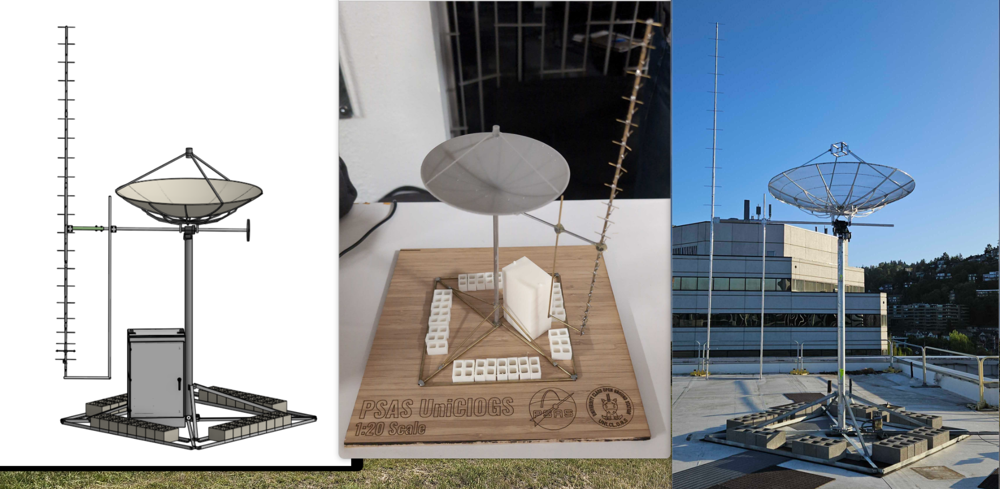 PSAS UniClOGS
1:20 Scale
PSAS
UNIVERSITY CLASS OPEN GROUND STATION
UNI.CL.O.G.S